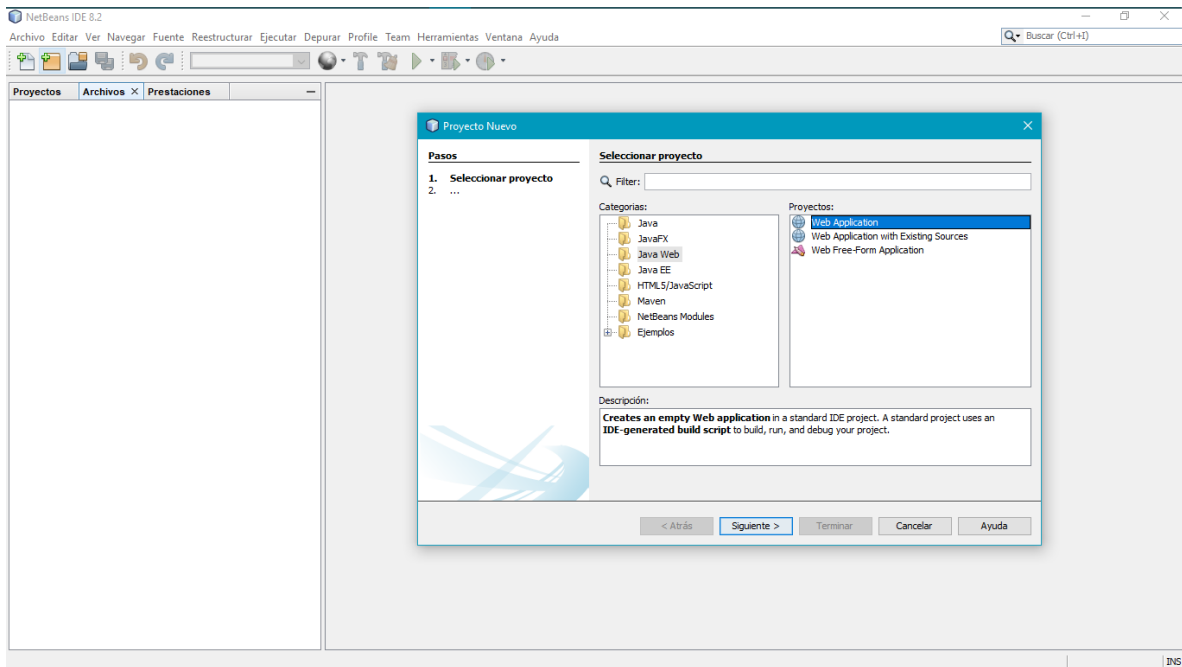 NetBeans IDE 8.2
Archivo Editar Ver Navegar Fuente Reestructurar Ejecutar Depurar Profile Team Herramientas Ventana Ayuda
Buscar (Ctrl+I)
Proyectos Archivos Prestaciones
Proyecto Nuevo
Pasos
1. Seleccionar proyecto
2. ...
Seleccionar proyecto
Filter:
Categorias:
Java
JavaFX
Java Web
Java EE
HTML5/JavaScript
Maven
NetBeans Modules
Ejemplos
Proyectos:
Web Application
Web Application with Existing Sources
Web Free-Form Application
Descripción:
Creates an empty Web application in a standard IDE project. A standard project uses an
IDE-generated build script to build, run, and debug your project.
< Atrás Siguiente > Terminar Cancelar Ayuda
INS